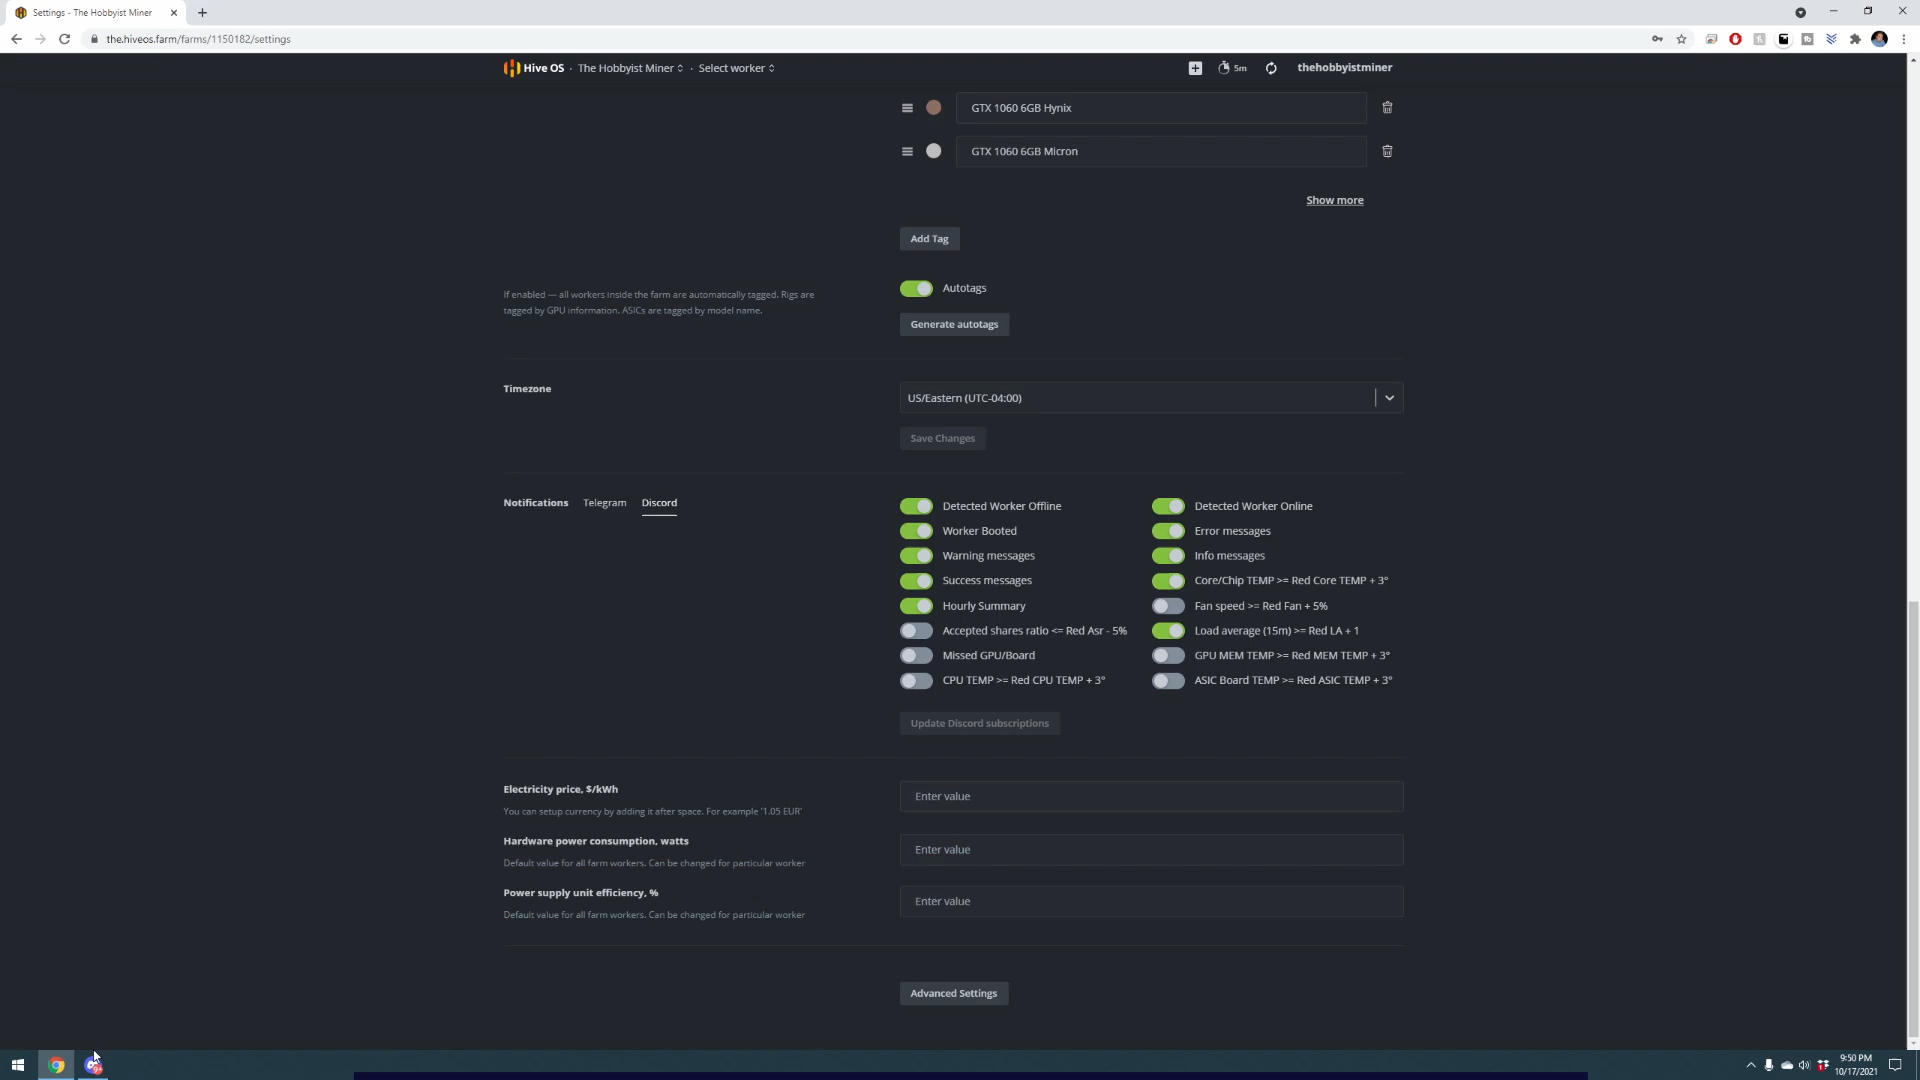 Settings - The Hobbyist Miner
the.hiveos.farm/farms/1150182/settings
Hive OS · The Hobbyist Miner · Select worker
5m
thehobbyistminer
GTX 1060 6GB Hynix
GTX 1060 6GB Micron
Show more
Add Tag
If enabled — all workers inside the farm are automatically tagged. Rigs are
tagged by GPU information. ASICs are tagged by model name.
Autotags
Generate autotags
Timezone
US/Eastern (UTC-04:00)
Save Changes
Notifications Telegram Discord
Detected Worker Offline
Detected Worker Online
Worker Booted
Error messages
Warning messages
Info messages
Success messages
Core/Chip TEMP >= Red Core TEMP + 3°
Hourly Summary
Fan speed >= Red Fan + 5%
Accepted shares ratio <= Red Asr - 5%
Load average (15m) >= Red LA + 1
Missed GPU/Board
GPU MEM TEMP >= Red MEM TEMP + 3°
CPU TEMP >= Red CPU TEMP + 3°
ASIC Board TEMP >= Red ASIC TEMP + 3°
Update Discord subscriptions
Electricity price, $/kWh
Enter value
You can setup currency by adding it after space. For example '1.05 EUR'
Hardware power consumption, watts
Enter value
Default value for all farm workers. Can be changed for particular worker
Power supply unit efficiency, %
Enter value
Default value for all farm workers. Can be changed for particular worker
Advanced Settings
9:50 PM
10/17/2021